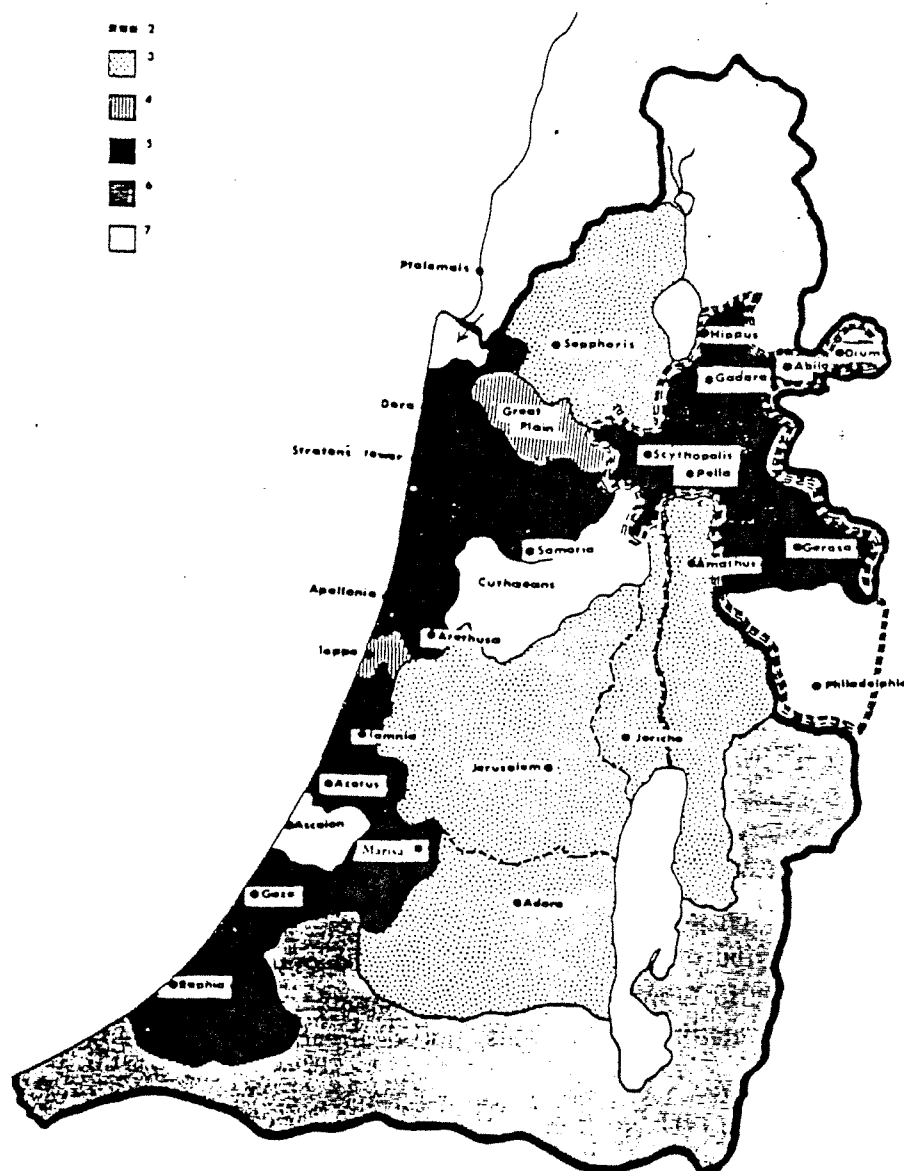 2
3
4
5
6
7
Ptolemais
Sepphoris
Hippus
Dium
Abila
Gadara
Dora
Great
Plain
Straton's tower
Scythopolis
Pella
Samaria
Gerasa
Amathus
Cuthaeans
Apollonia
Arethusa
Ioppe
Philadelphia
Iamnia
Jericho
Jerusalem
Azotus
Ascalon
Marisa
Gaza
Adora
Raphia